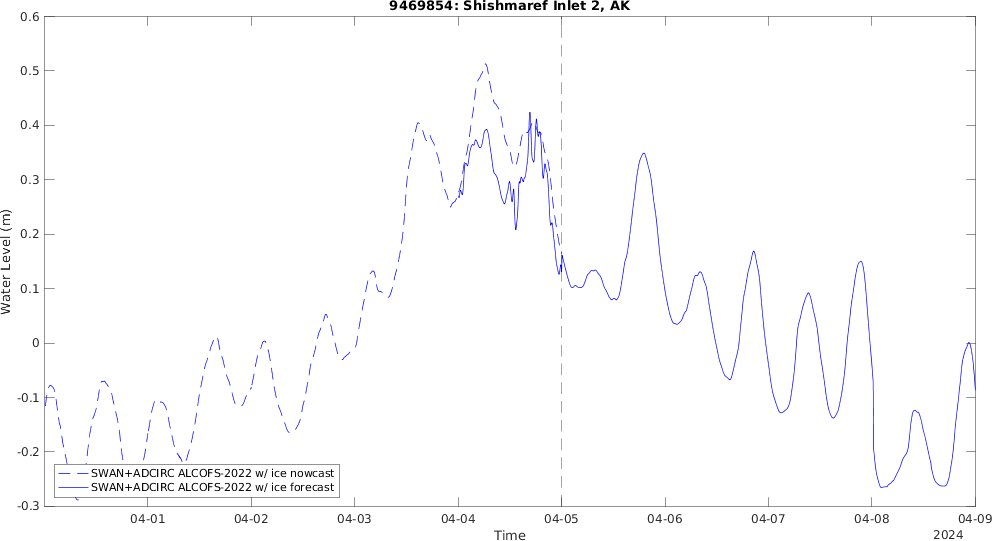 9469854: Shishmaref Inlet 2, AK
Water Level (m)
0.6
0.5
0.4
0.3
0.2
0.1
0
-0.1
-0.2
-0.3
SWAN+ADCIRC ALCOFS-2022 w/ ice nowcast
SWAN+ADCIRC ALCOFS-2022 w/ ice forecast
04-01 04-02 04-03 04-04 04-05 04-06 04-07 04-08 04-09
Time
2024